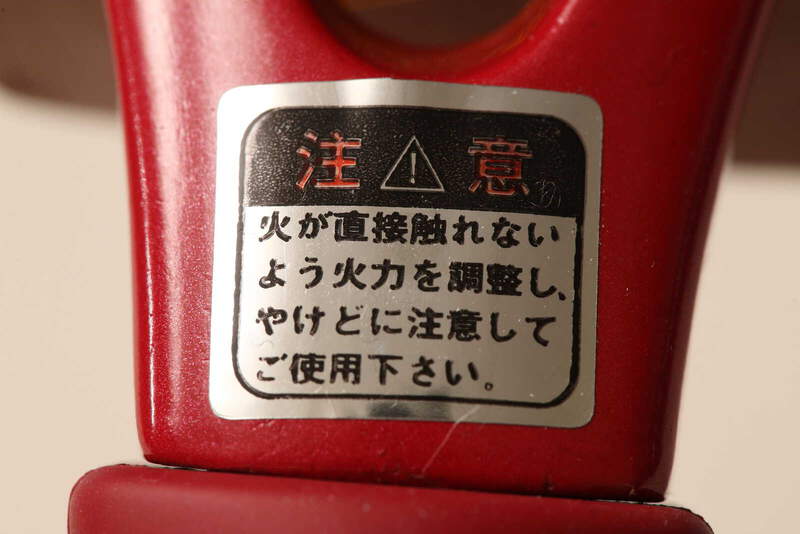 注 意
火が直接触れない
よう火力を調整し、
やけどに注意して
ご使用下さい。